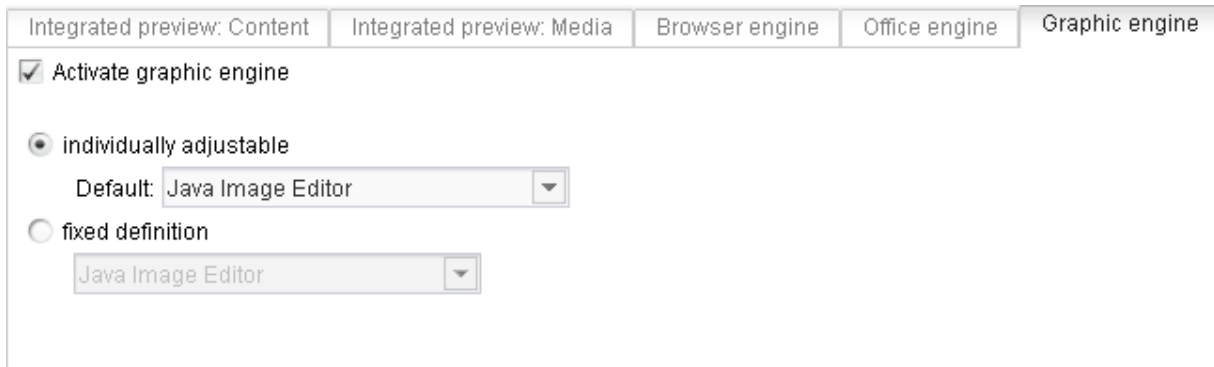 Integrated preview: Content Integrated preview: Media Browser engine Office engine Graphic engine
Activate graphic engine
individually adjustable
Default: Java Image Editor
fixed definition
Java Image Editor